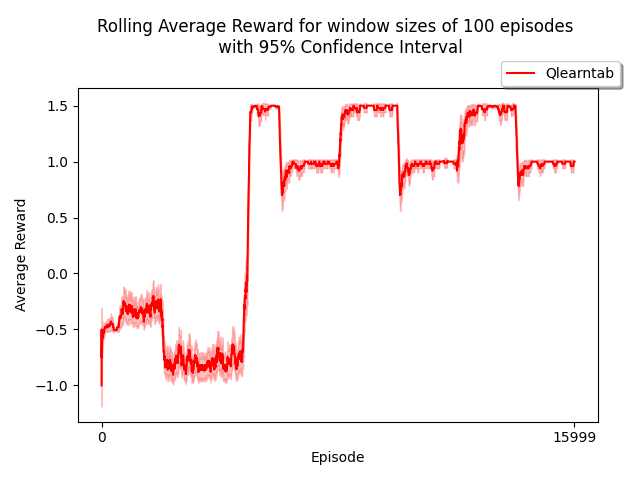 Rolling Average Reward for window sizes of 100 episodes
with 95% Confidence Interval
Qlearntab
1.5
1.0
0.5
0.0
−0.5
−1.0
Average Reward
0
15999
Episode